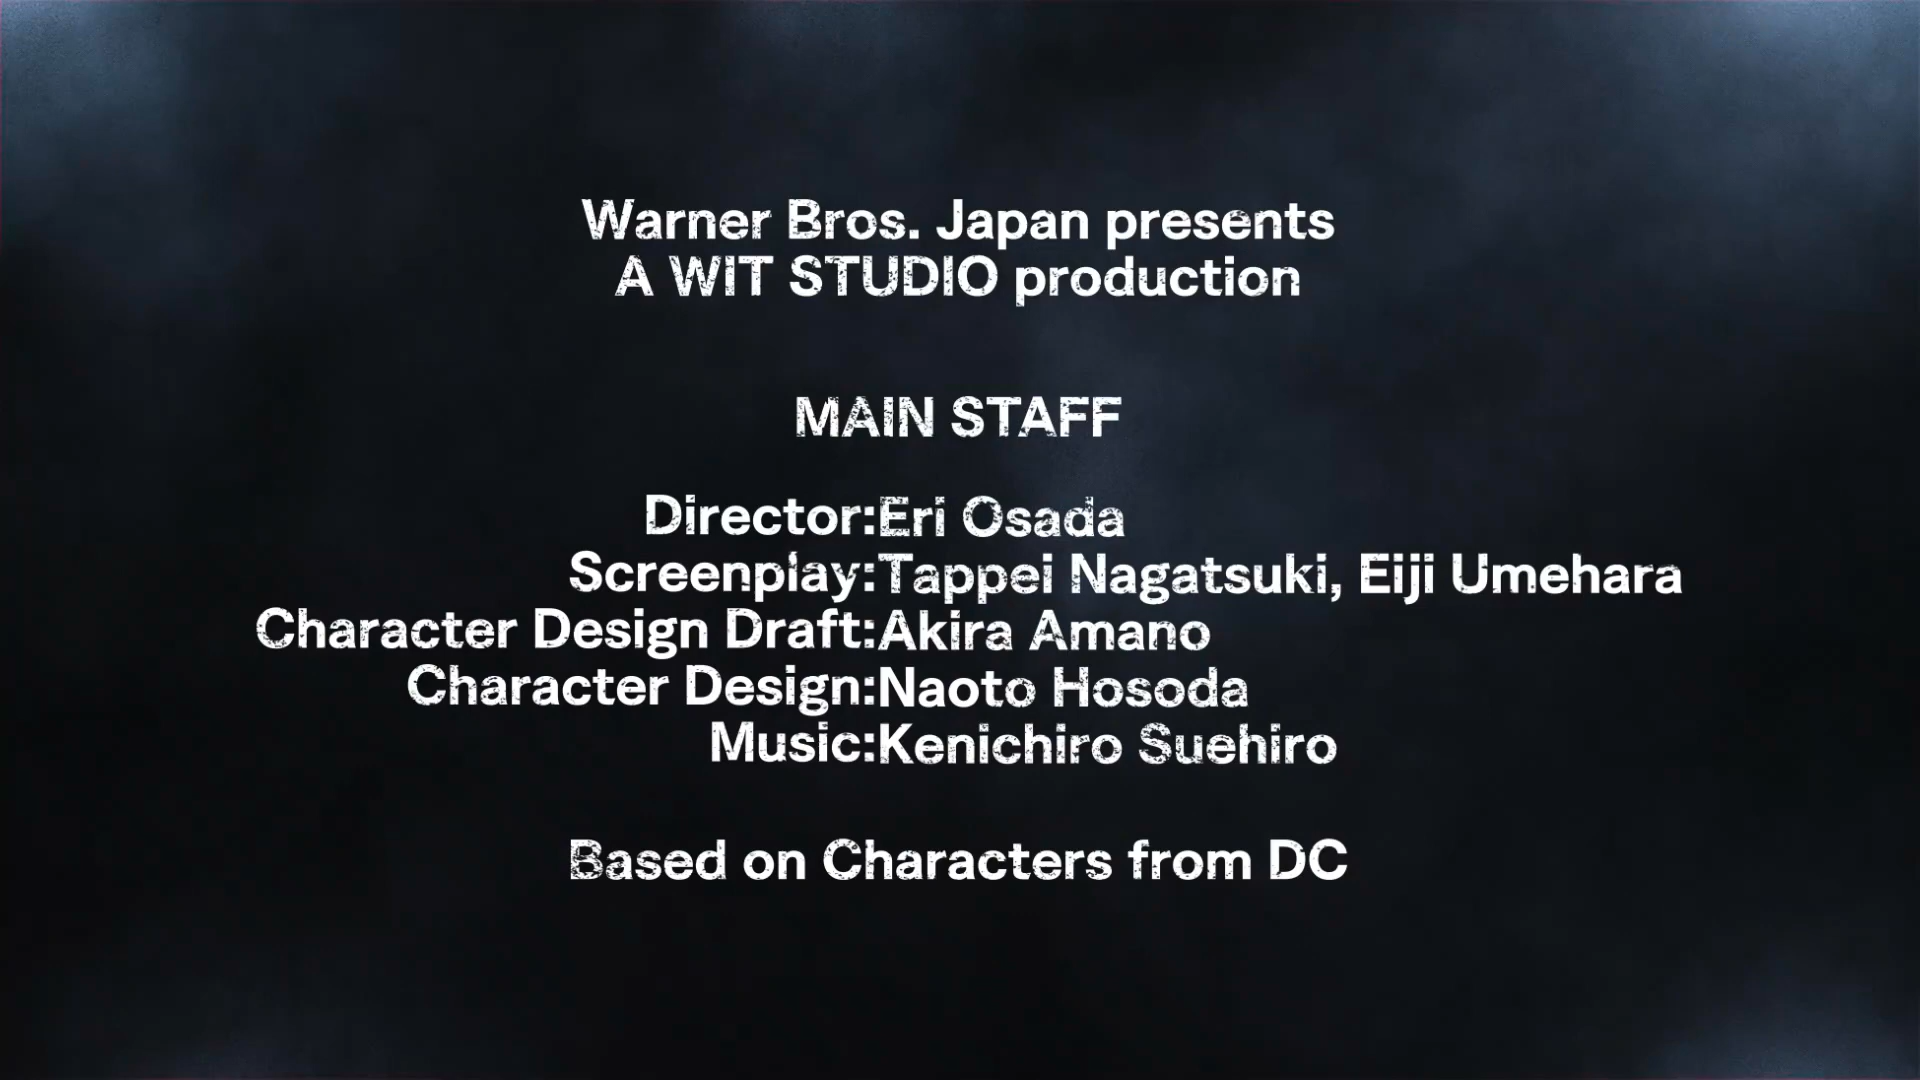 Warner Bros. Japan presents
A WIT STUDIO production
MAIN STAFF
Director:Eri Osada
Screenplay:Tappei Nagatsuki, Eiji Umehara
Character Design Draft:Akira Amano
Character Design:Naoto Hosoda
Music:Kenichiro Suehiro
Based on Characters from DC